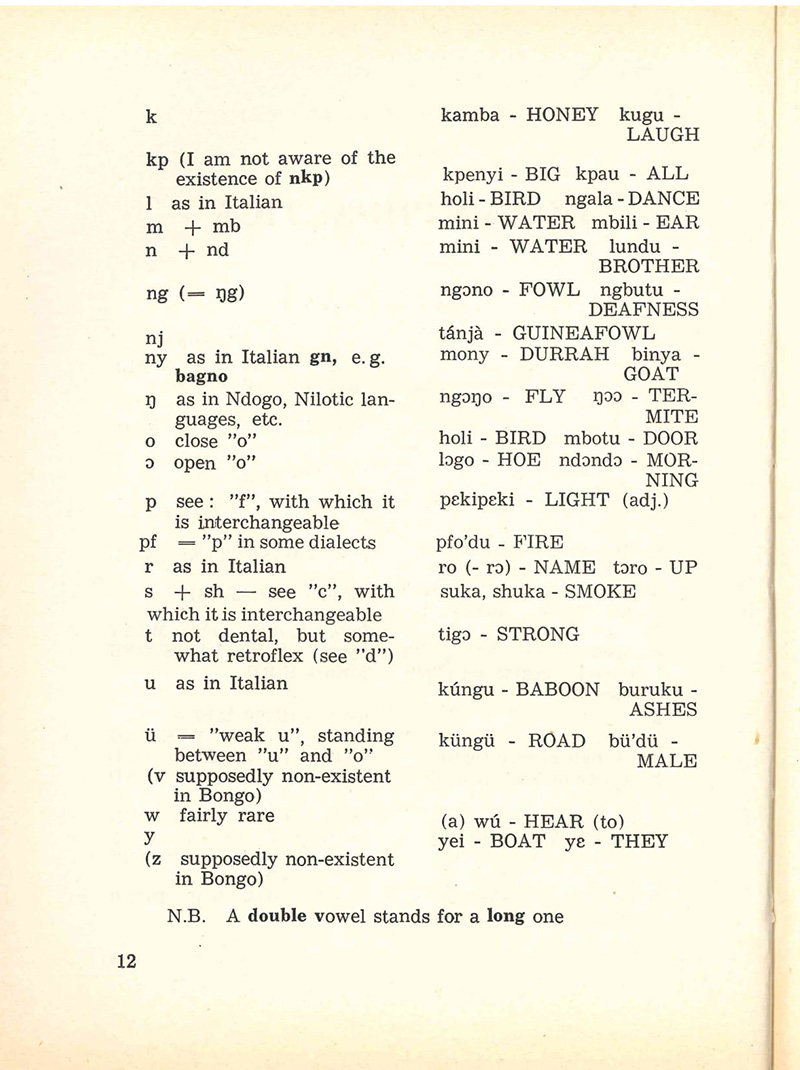 k kamba - HONEY kugu -
LAUGH
kp (I am not aware of the
existence of nkp) kpenyi - BIG kpau - ALL
l as in Italian holi - BIRD ngala - DANCE
m + mb mini - WATER mbili - EAR
n + nd mini - WATER lundu -
BROTHER
ng (= ŋg) ngɔno - FOWL ngbutu -
DEAFNESS
nj tánjà - GUINEAFOWL
ny as in Italian gn, e. g. mony - DURRAH binya -
bagno GOAT
ŋ as in Ndogo, Nilotic lan- ngɔŋo - FLY ŋɔɔ - TER-
guages, etc. MITE
o close ”o” holi - BIRD mbotu - DOOR
ɔ open ”o” lɔgo - HOE ndɔndɔ - MOR-
NING
p see : ”f”, with which it pɛkipɛki - LIGHT (adj.)
is interchangeable
pf = ”p” in some dialects pfo’du - FIRE
r as in Italian ro (- rɔ) - NAME tɔro - UP
s + sh — see ”c”, with suka, shuka - SMOKE
which it is interchangeable
t not dental, but some- tigɔ - STRONG
what retroflex (see ”d”)
u as in Italian kúngu - BABOON buruku -
ASHES
ü = ”weak u”, standing küngü - ROAD bü’dü -
between ”u” and ”o” MALE
(v supposedly non-existent
in Bongo)
w fairly rare (a) wú - HEAR (to)
y yei - BOAT yɛ - THEY
(z supposedly non-existent
in Bongo)
N.B. A double vowel stands for a long one
12